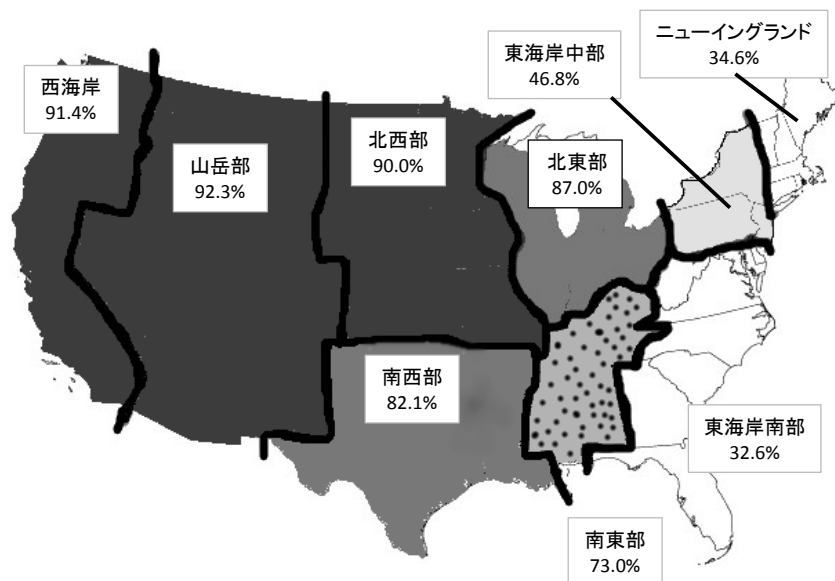 ニューイングランド
34.6%
東海岸中部
46.8%
西海岸
91.4%
北西部
90.0%
山岳部
92.3%
北東部
87.0%
南西部
82.1%
東海岸南部
32.6%
南東部
73.0%